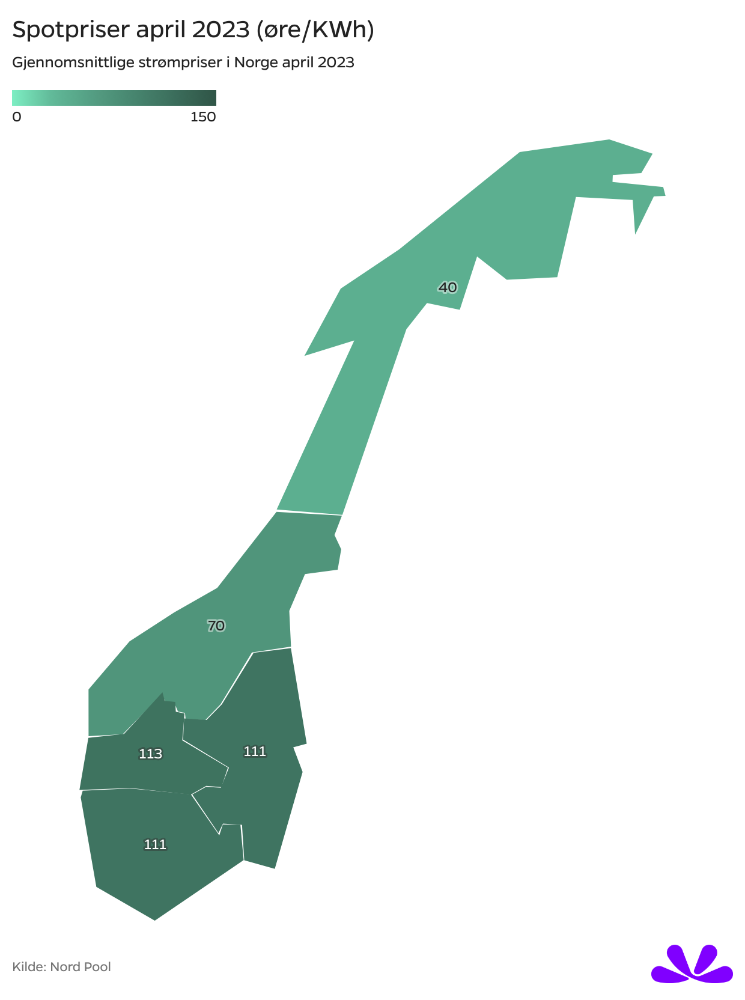 Spotpriser april 2023 (øre/KWh)
Gjennomsnittlige strømpriser i Norge april 2023
0 150
40
70
113
111
111
Kilde: Nord Pool